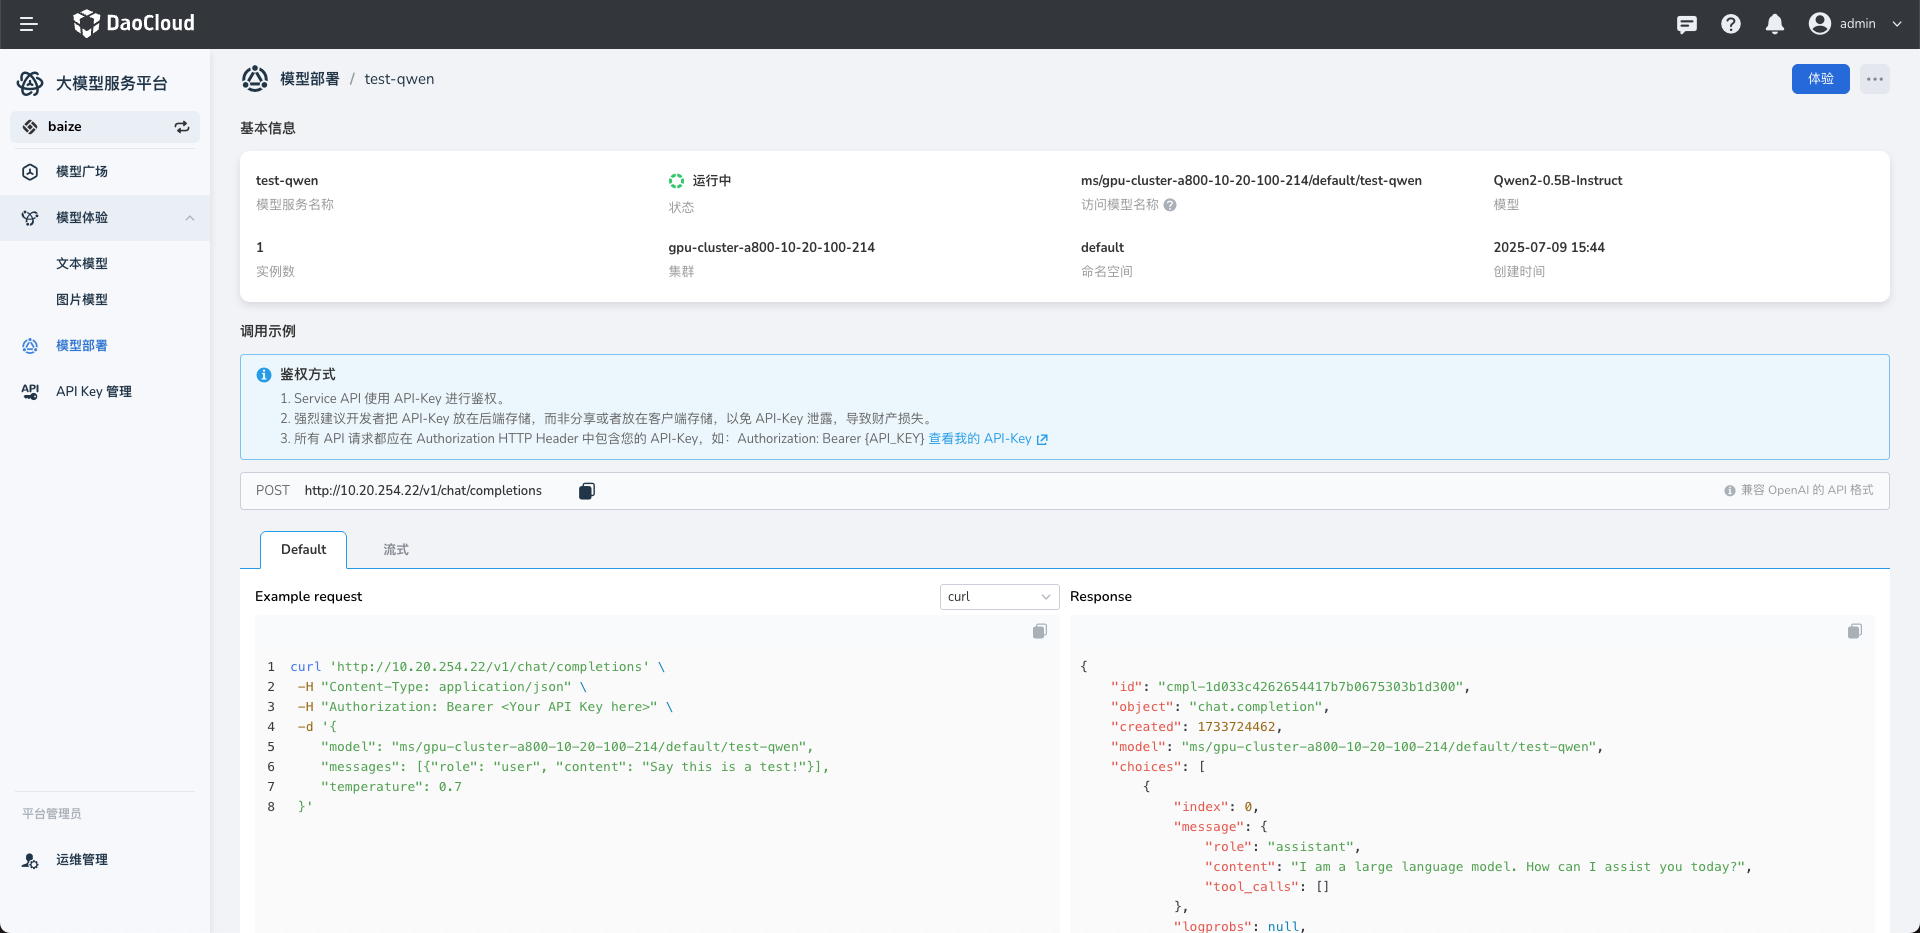 DaoCloud
admin
大模型服务平台
baize
模型广场
模型体验
文本模型
图片模型
模型部署
API Key 管理
平台管理员
运维管理
模型部署 / test-qwen
体验
基本信息
test-qwen
模型服务名称
运行中
状态
ms/gpu-cluster-a800-10-20-100-214/default/test-qwen
访问模型名称
Qwen2-0.5B-Instruct
模型
1
实例数
gpu-cluster-a800-10-20-100-214
集群
default
命名空间
2025-07-09 15:44
创建时间
调用示例
鉴权方式
1. Service API 使用 API-Key 进行鉴权。
2. 强烈建议开发者把 API-Key 放在后端存储，而非分享或者放在客户端存储，以免 API-Key 泄露，导致财产损失。
3. 所有 API 请求都应在 Authorization HTTP Header 中包含您的 API-Key，如：Authorization: Bearer {API_KEY} 查看我的 API-Key
POST http://10.20.254.22/v1/chat/completions
兼容 OpenAI 的 API 格式
Default
流式
Example request
curl
1 curl 'http://10.20.254.22/v1/chat/completions' \
2 -H "Content-Type: application/json" \
3 -H "Authorization: Bearer <Your API Key here>" \
4 -d '{
5 "model": "ms/gpu-cluster-a800-10-20-100-214/default/test-qwen",
6 "messages": [{"role": "user", "content": "Say this is a test!"}],
7 "temperature": 0.7
8 }'
Response
{
"id": "cmpl-1d033c4262654417b7b0675303b1d300",
"object": "chat.completion",
"created": 1733724462,
"model": "ms/gpu-cluster-a800-10-20-100-214/default/test-qwen",
"choices": [
{
"index": 0,
"message": {
"role": "assistant",
"content": "I am a large language model. How can I assist you today?",
"tool_calls": []
},
"logprobs": null,